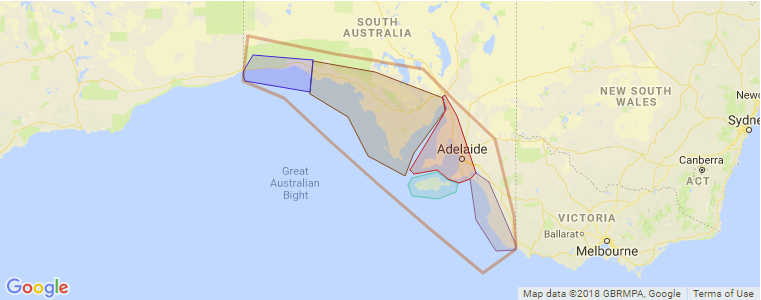 SOUTH
AUSTRALIA
NEW SOUTH
WALES
Newc
Sydne
Adelaide
Canberra
ACT
Great
Australian
Bight
VICTORIA
Ballarat
Melbourne
Google
Map data ©2018 GBRMPA, Google
Terms of Use